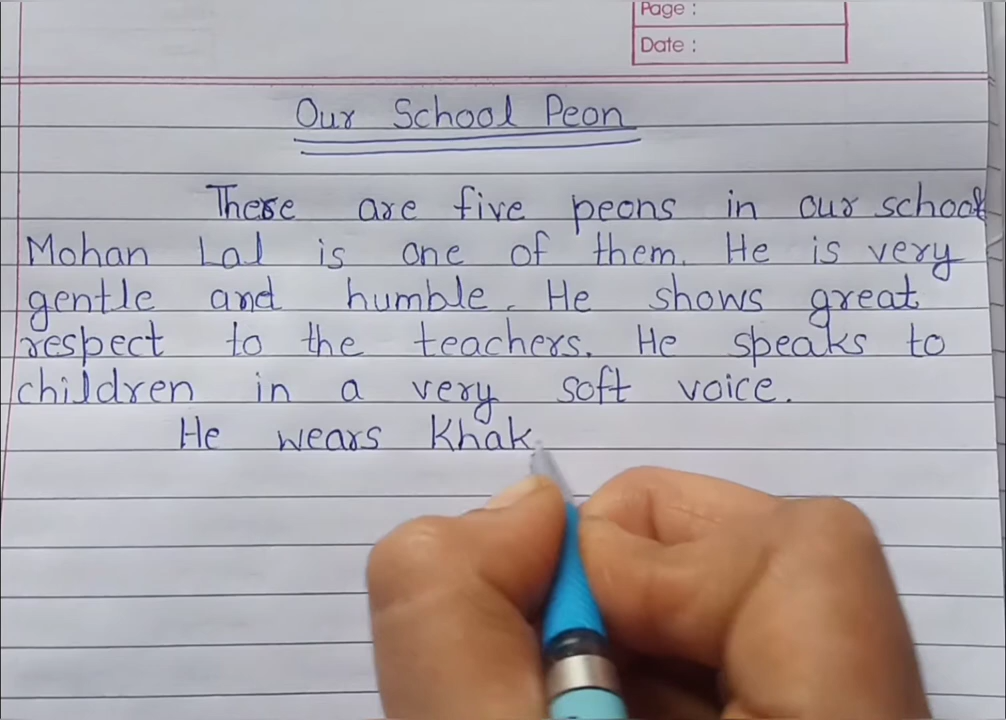 Page :
Date :
Our School Peon
There are five peons in our school
Mohan Lal is one of them. He is very
gentle and humble. He shows great
respect to the teachers. He speaks to
children in a very soft voice.
He wears Khak